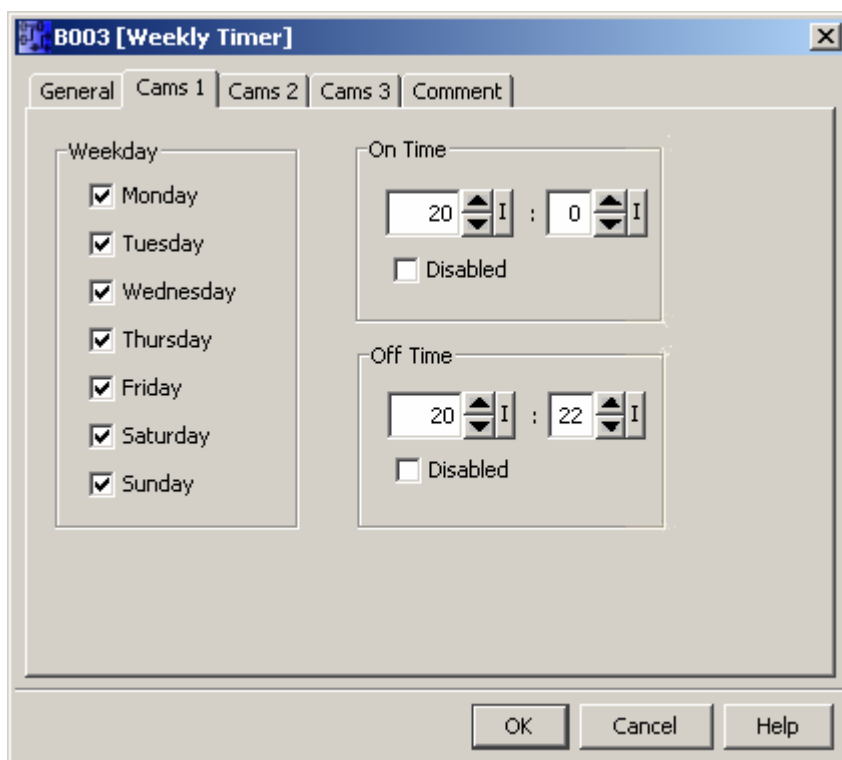 B003 [Weekly Timer]
General Cams 1 Cams 2 Cams 3 Comment
Weekday
Monday
Tuesday
Wednesday
Thursday
Friday
Saturday
Sunday
On Time
20 I : 0 I
Disabled
Off Time
20 I : 22 I
Disabled
OK Cancel Help